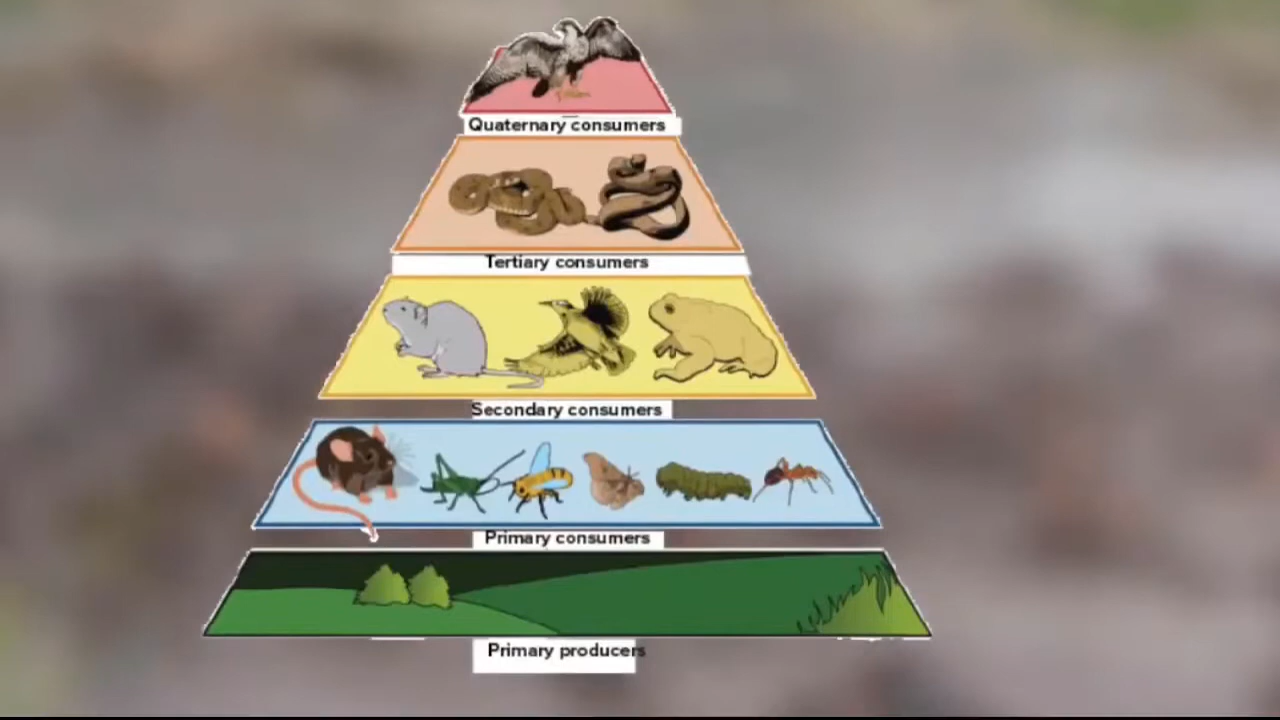 Quaternary consumers
Tertiary consumers
Secondary consumers
Primary consumers
Primary producers